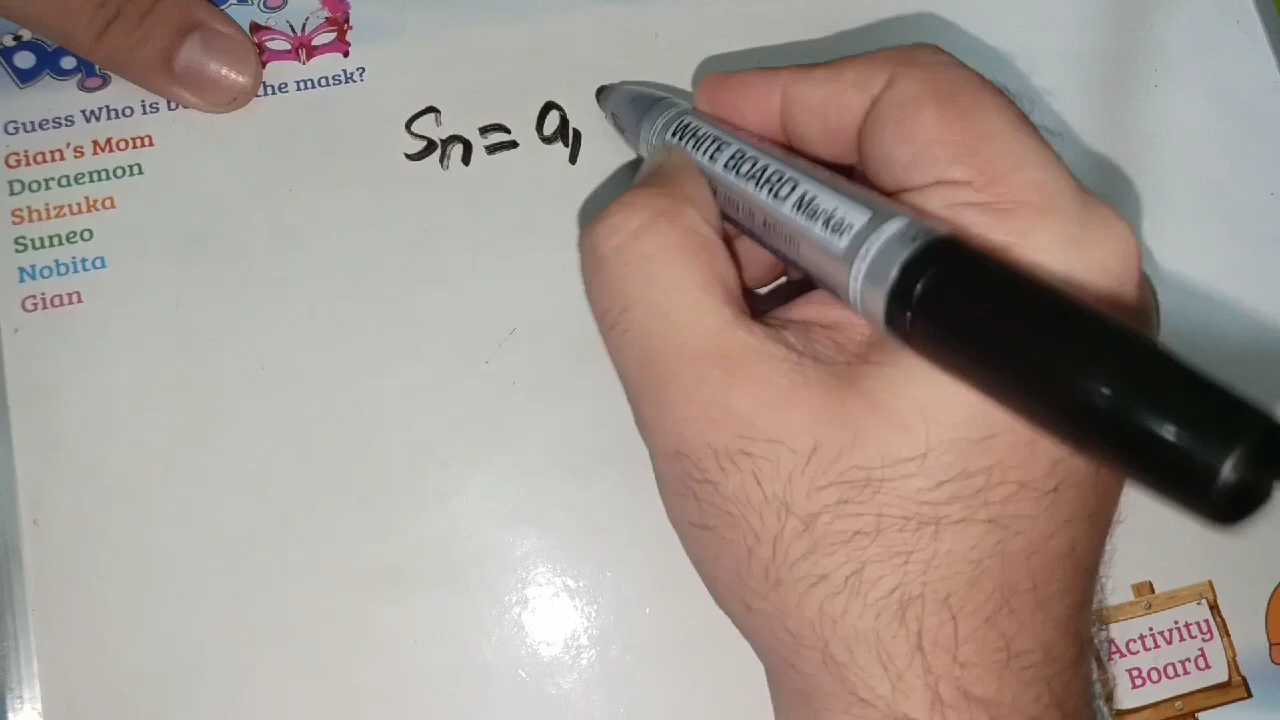 Guess Who is the mask?
Gian's Mom
Doraemon
Shizuka
Suneo
Nobita
Gian
Sn = a1
WHITE BOARD Marker
Activity
Board